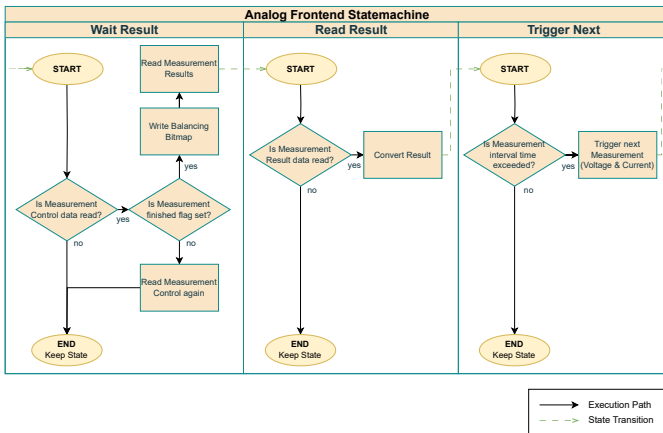 Analog Frontend Statemachine
Wait Result
Read Result
Trigger Next
START
Read Measurement
Results
Write Balancing
Bitmap
yes
Is Measurement
Control data read?
yes
Is Measurement
finished flag set?
no
no
Read Measurement
Control again
END
Keep State
START
Is Measurement
Result data read?
yes
Convert Result
no
END
Keep State
START
Is Measurement
interval time
exceeded?
yes
Trigger next
Measurement
(Voltage & Current)
no
END
Keep State
Execution Path
State Transition